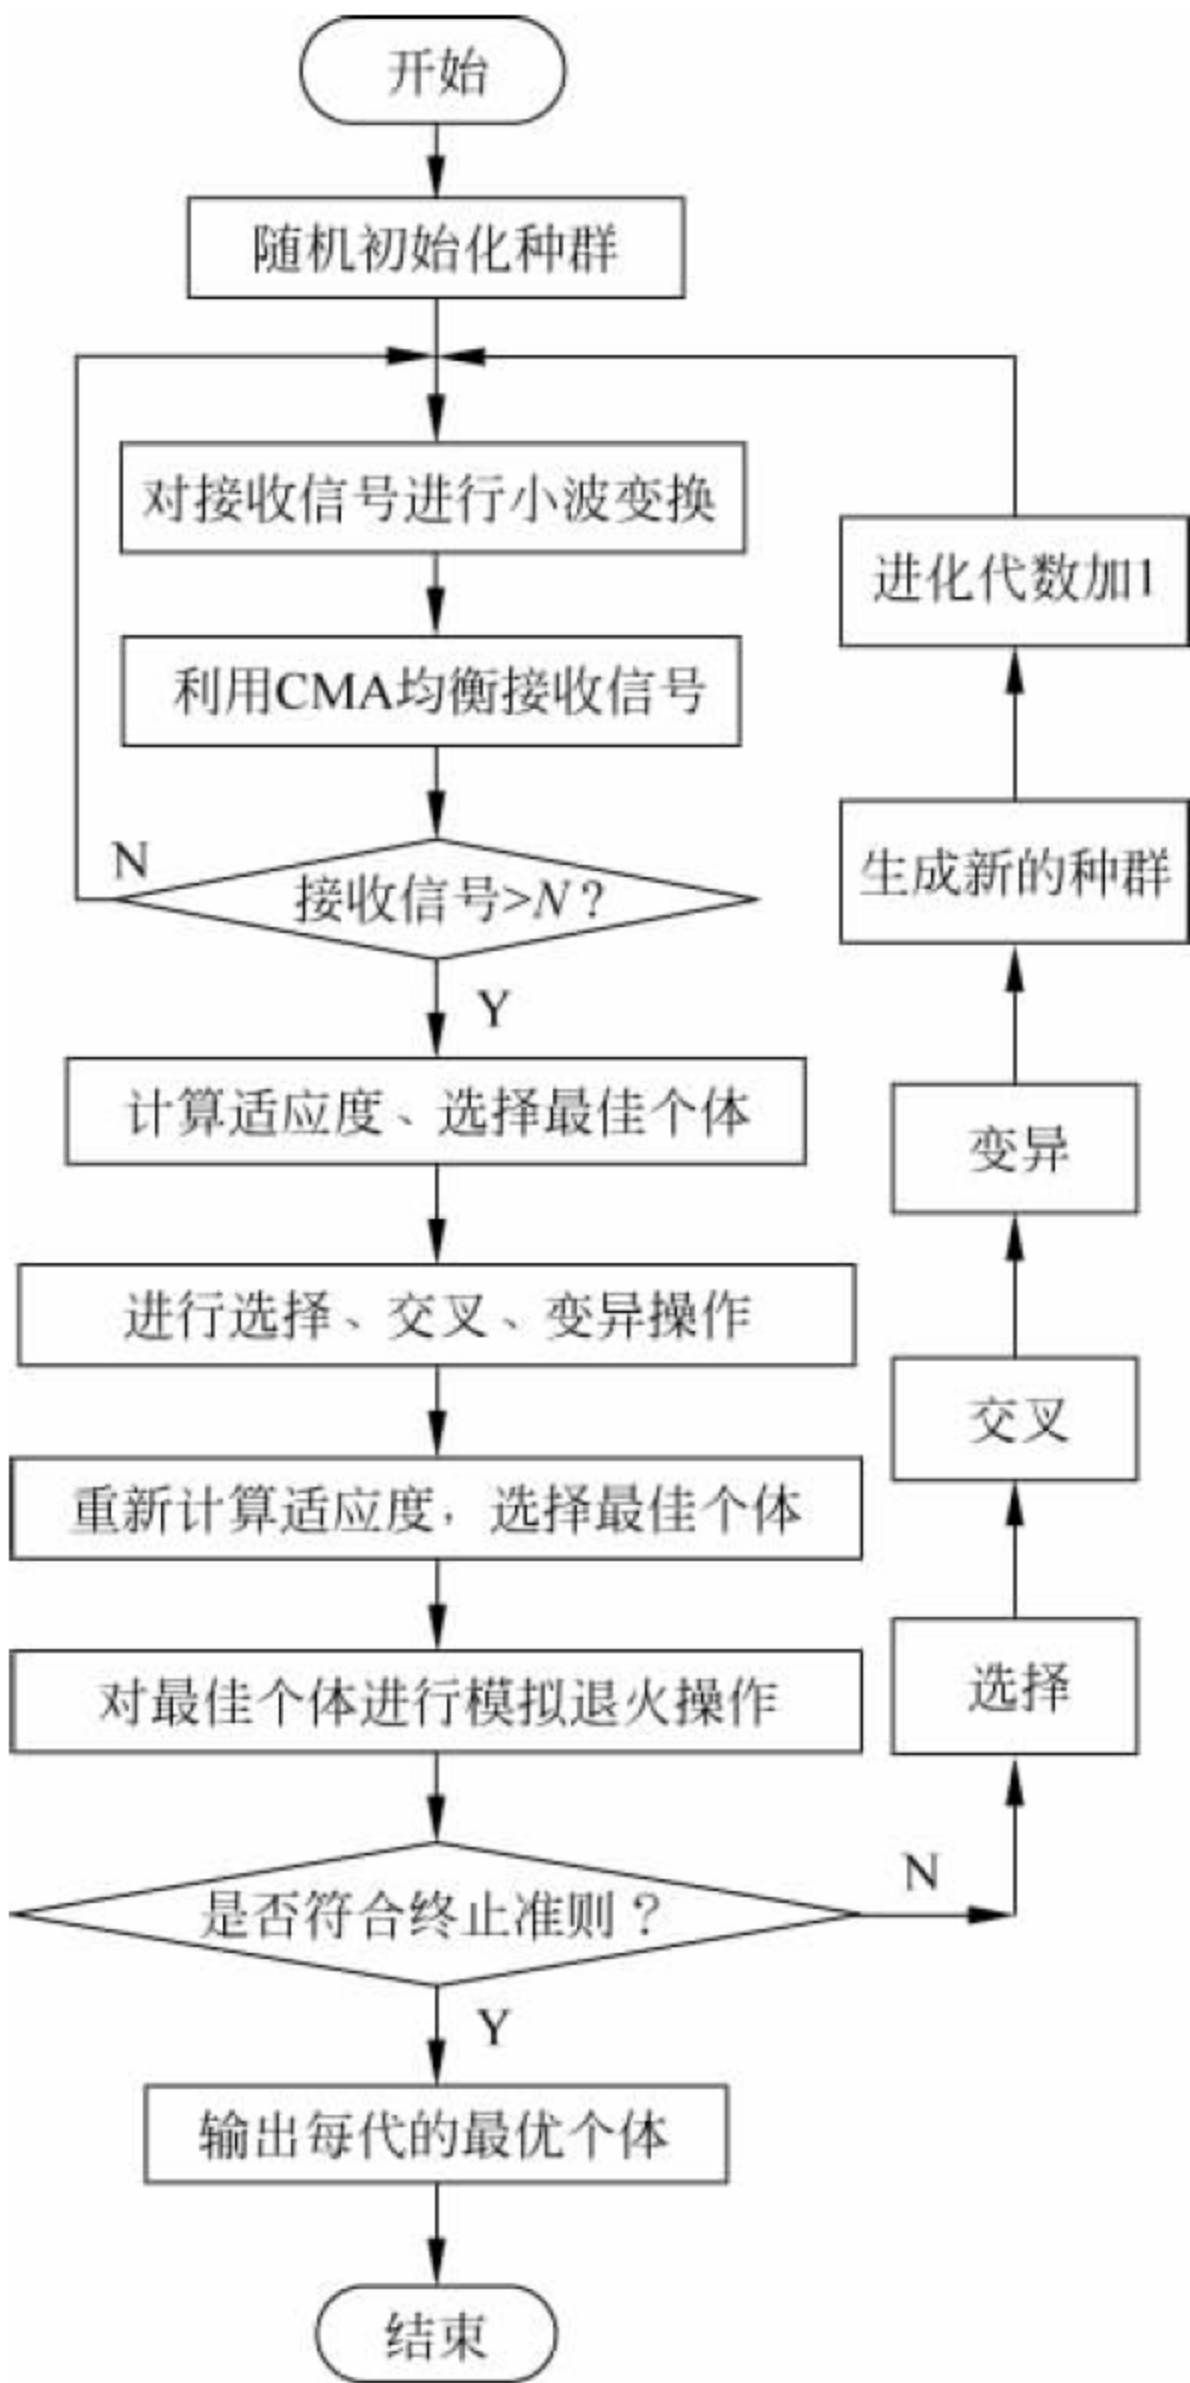 开始
随机初始化种群
对接收信号进行小波变换
利用CMA均衡接收信号
N
接收信号>N?
Y
计算适应度、选择最佳个体
进行选择、交叉、变异操作
重新计算适应度，选择最佳个体
对最佳个体进行模拟退火操作
是否符合终止准则?
N
选择
交叉
变异
生成新的种群
进化代数加1
Y
输出每代的最优个体
结束